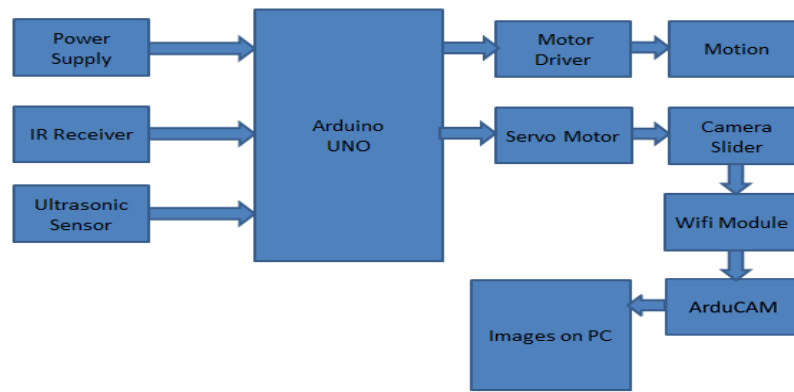 Power
Supply
IR Receiver
Ultrasonic
Sensor
Arduino
UNO
Motor
Driver
Motion
Servo Motor
Camera
Slider
Wifi Module
ArduCAM
Images on PC